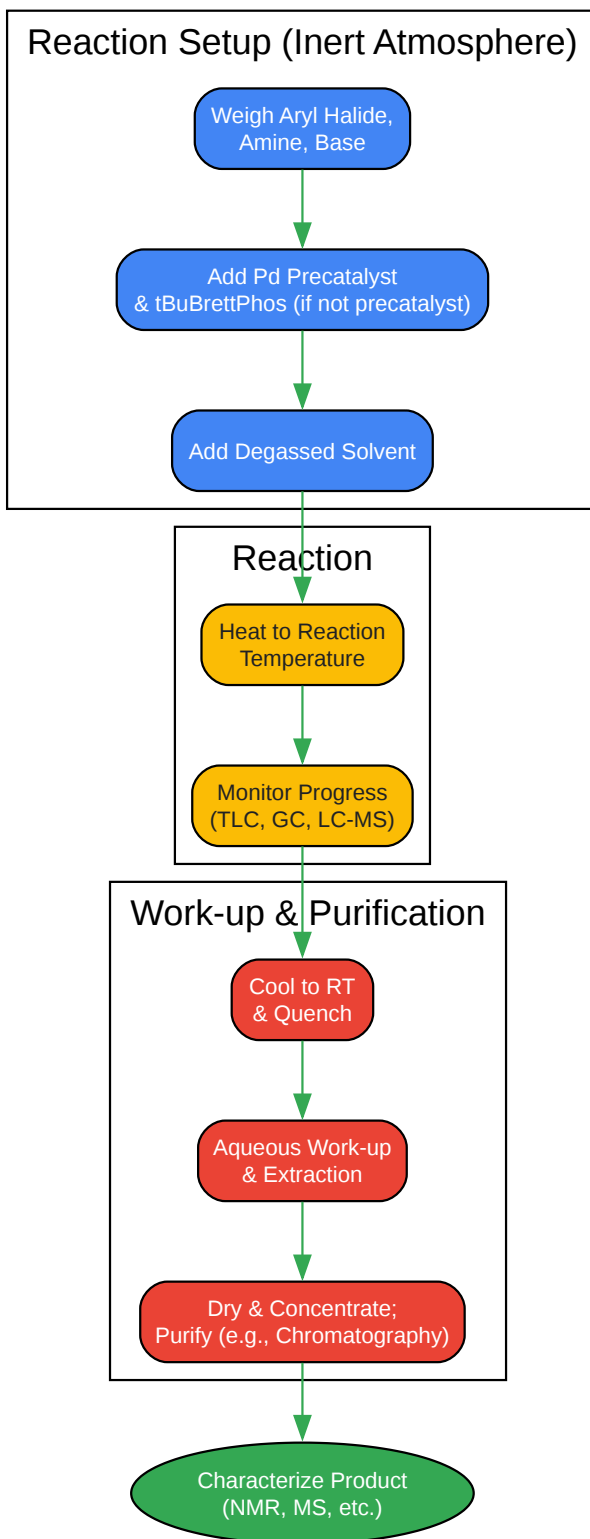 Reaction Setup (Inert Atmosphere)
Weigh Aryl Halide,
Amine, Base
Add Pd Precatalyst
& tBuBrettPhos (if not precatalyst)
Add Degassed Solvent
Reaction
Heat to Reaction
Temperature
Monitor Progress
(TLC, GC, LC-MS)
Work-up & Purification
Cool to RT
& Quench
Aqueous Work-up
& Extraction
Dry & Concentrate;
Purify (e.g., Chromatography)
Characterize Product
(NMR, MS, etc.)